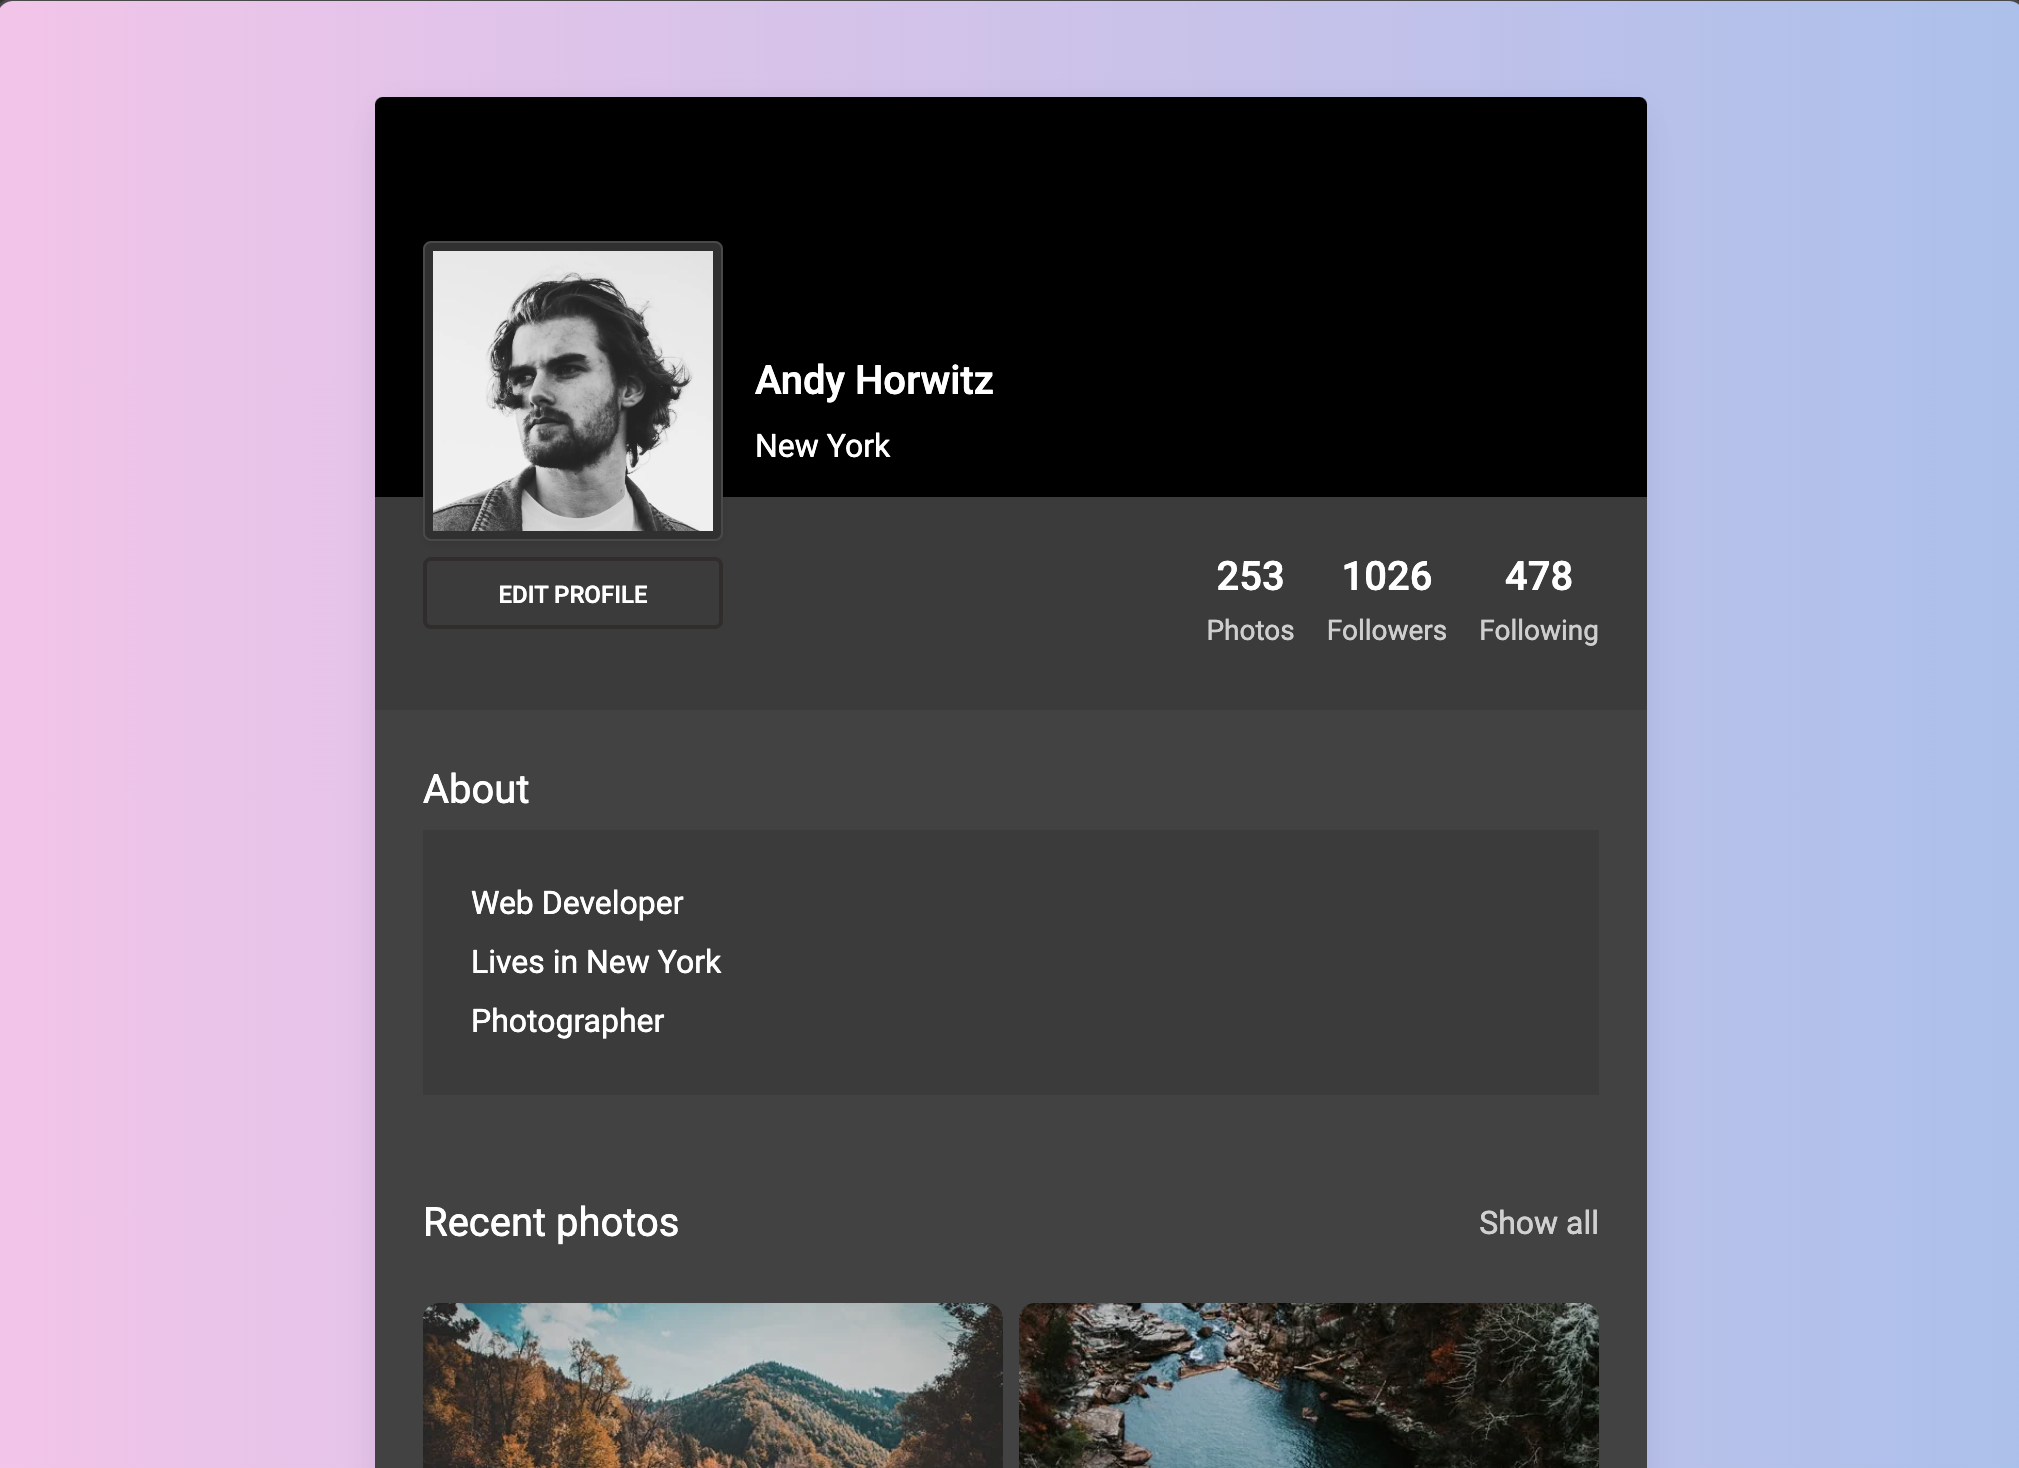 Andy Horwitz
New York
EDIT PROFILE
253 1026 478
Photos Followers Following
About
Web Developer
Lives in New York
Photographer
Recent photos Show all